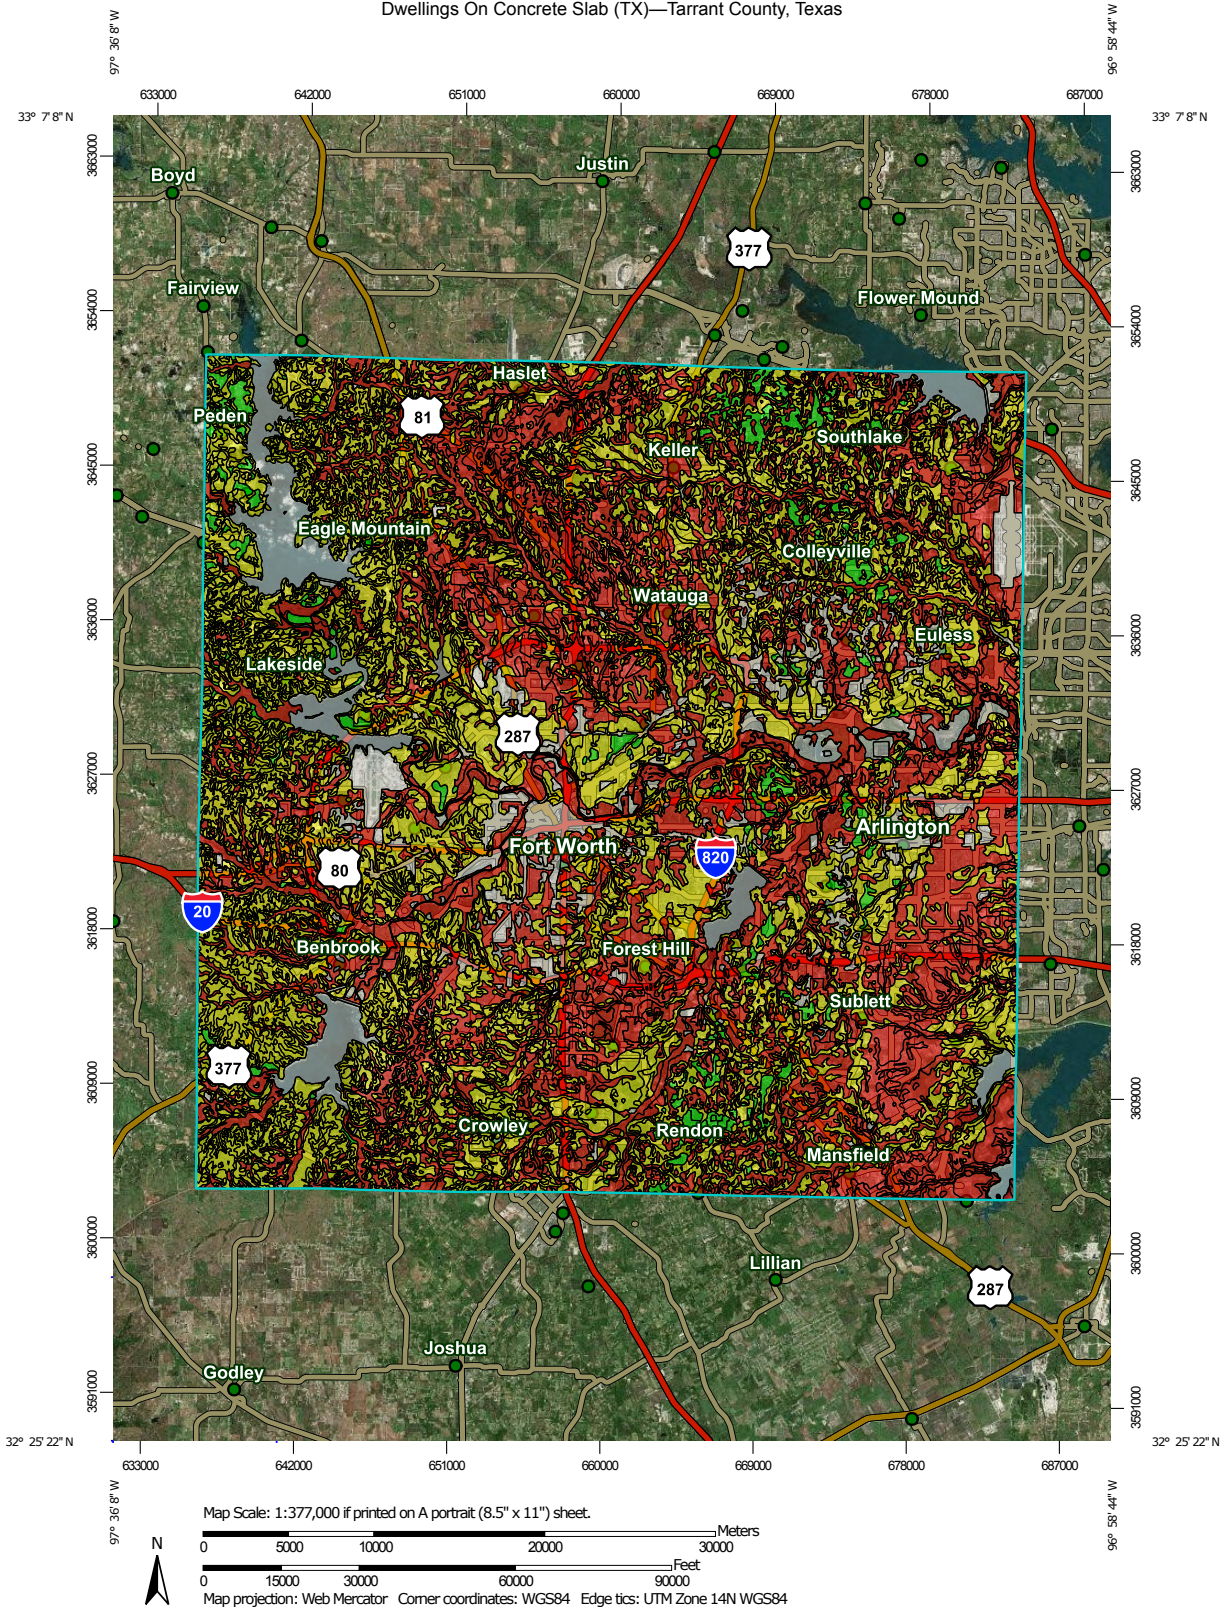 Dwellings On Concrete Slab (TX)—Tarrant County, Texas
97° 36' 8" W
96° 58' 44" W
633000 642000 651000 660000 669000 678000 687000
33° 7' 8" N
33° 7' 8" N
3663000
3663000
Justin
Boyd
377
Fairview
Flower Mound
3654000
3654000
Haslet
Peden
81
Southlake
Keller
3645000
3645000
Eagle Mountain
Colleyville
Watauga
3636000
3636000
Euless
Lakeside
287
3627000
3627000
Arlington
Fort Worth
820
80
20
3618000
3618000
Benbrook
Forest Hill
Sublett
377
3609000
3609000
Crowley
Rendon
Mansfield
3600000
3600000
Lillian
287
Joshua
Godley
3591000
3591000
32° 25' 22" N
32° 25' 22" N
633000 642000 651000 660000 669000 678000 687000
97° 36' 8" W
96° 58' 44" W
Map Scale: 1:377,000 if printed on A portrait (8.5" x 11") sheet.
N
Meters
0 5000 10000 20000 30000
Feet
0 15000 30000 60000 90000
Map projection: Web Mercator Corner coordinates: WGS84 Edge tics: UTM Zone 14N WGS84